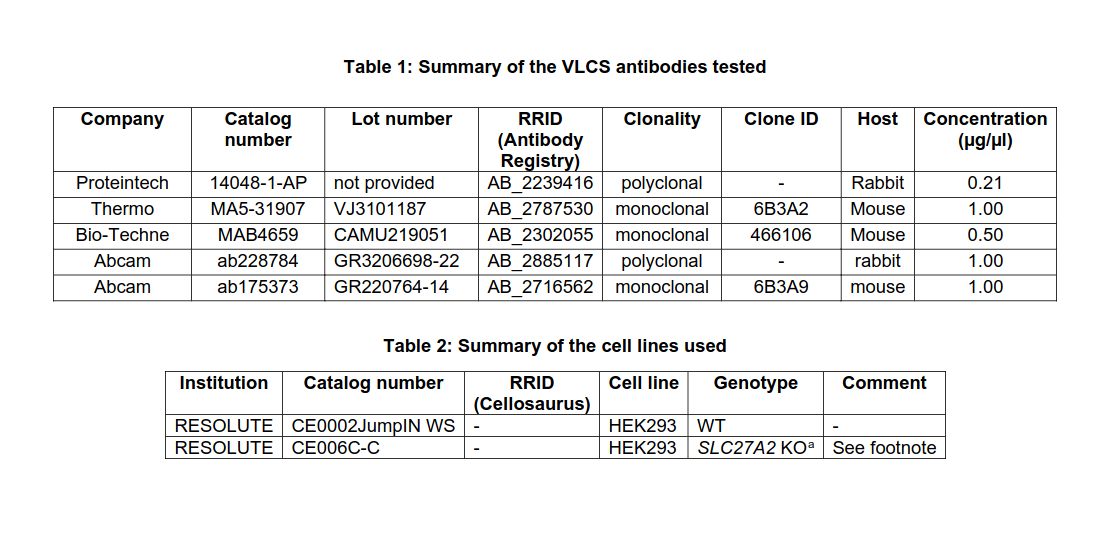 Table 1: Summary of the VLCS antibodies tested
Company Catalog number Lot number RRID (Antibody Registry) Clonality Clone ID Host Concentration (µg/µl)
Proteintech 14048-1-AP not provided AB_2239416 polyclonal - Rabbit 0.21
Thermo MA5-31907 VJ3101187 AB_2787530 monoclonal 6B3A2 Mouse 1.00
Bio-Techne MAB4659 CAMU219051 AB_2302055 monoclonal 466106 Mouse 0.50
Abcam ab228784 GR3206698-22 AB_2885117 polyclonal - rabbit 1.00
Abcam ab175373 GR220764-14 AB_2716562 monoclonal 6B3A9 mouse 1.00
Table 2: Summary of the cell lines used
Institution Catalog number RRID (Cellosaurus) Cell line Genotype Comment
RESOLUTE CE0002JumpIN WS - HEK293 WT -
RESOLUTE CE006C-C - HEK293 SLC27A2 KOᵃ See footnote